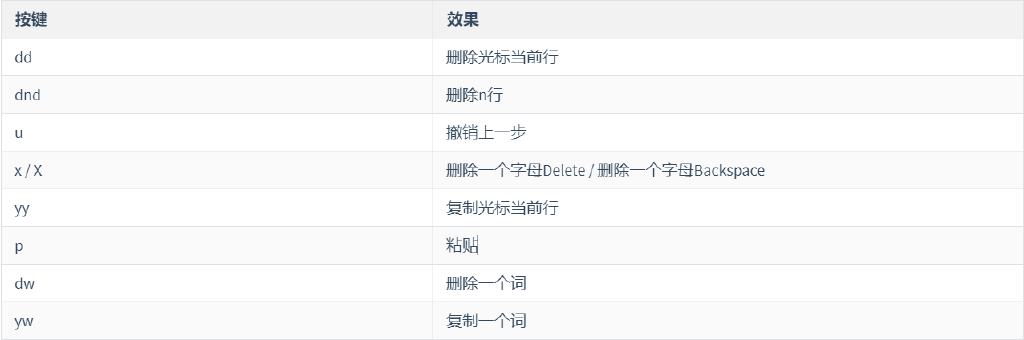 按键 效果
dd 删除光标当前行
dnd 删除n行
u 撤销上一步
x / X 删除一个字母Delete / 删除一个字母Backspace
yy 复制光标当前行
p 粘贴
dw 删除一个词
yw 复制一个词